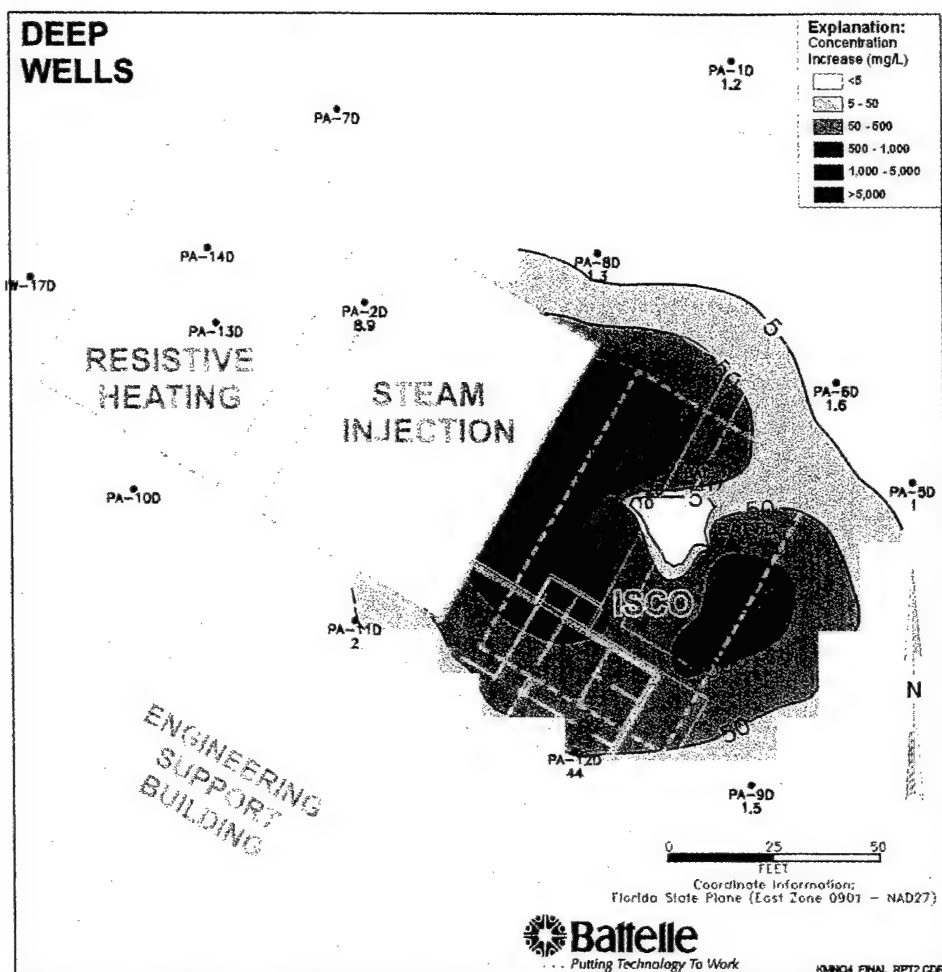 DEEP
WELLS
Explanation:
Concentration
Increase (mg/L)
<5
5 - 50
50 - 500
500 - 1,000
1,000 - 5,000
>5,000
PA-1D
1.2
PA-7D
PA-14D
PA-8D
1.3
PA-2D
8.9
PA-13D
RESISTIVE
HEATING
STEAM
INJECTION
5
PA-6D
1.6
PA-10D
PA-5D
1
50
ISCO
PA-11D
2
N
ENGINEERING
SUPPORT
BUILDING
50
PA-12D
44
PA-9D
1.5
0 25 50
FEET
Coordinate Information:
Florida State Plane (East Zone 0901 - NAD27)
Battelle
... Putting Technology To Work